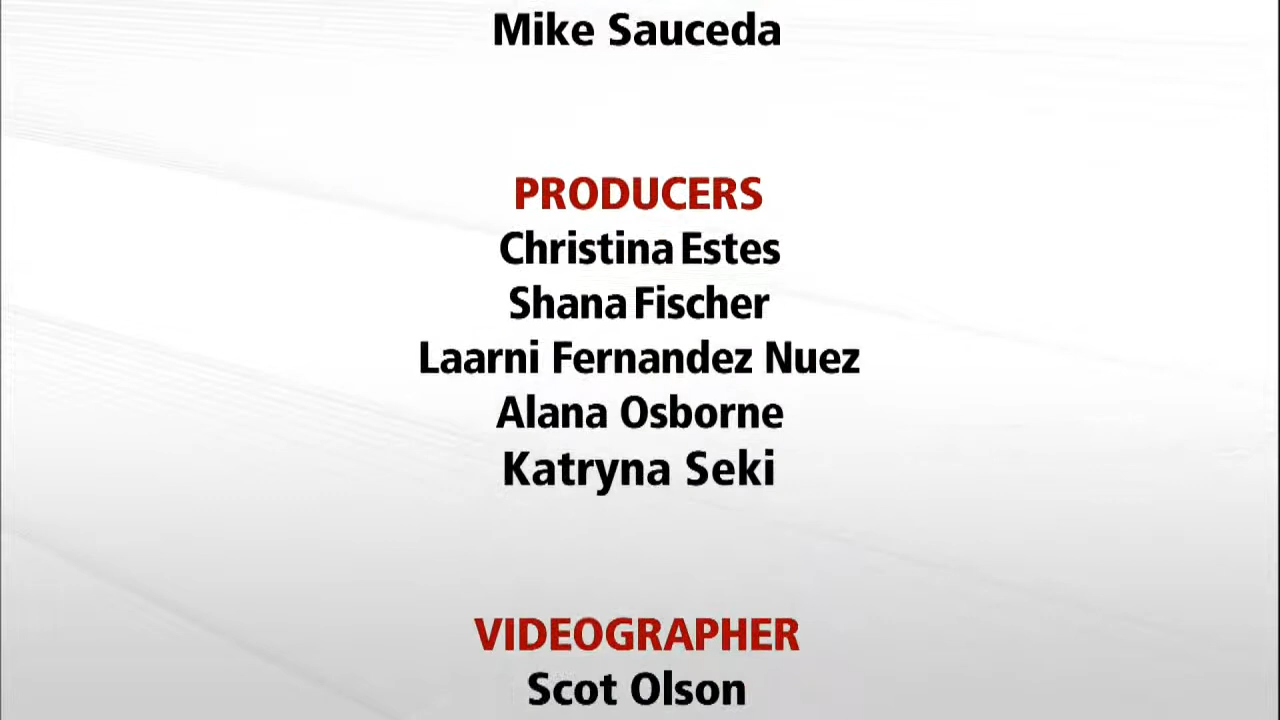 Mike Sauceda
PRODUCERS
Christina Estes
Shana Fischer
Laarni Fernandez Nuez
Alana Osborne
Katryna Seki
VIDEOGRAPHER
Scot Olson